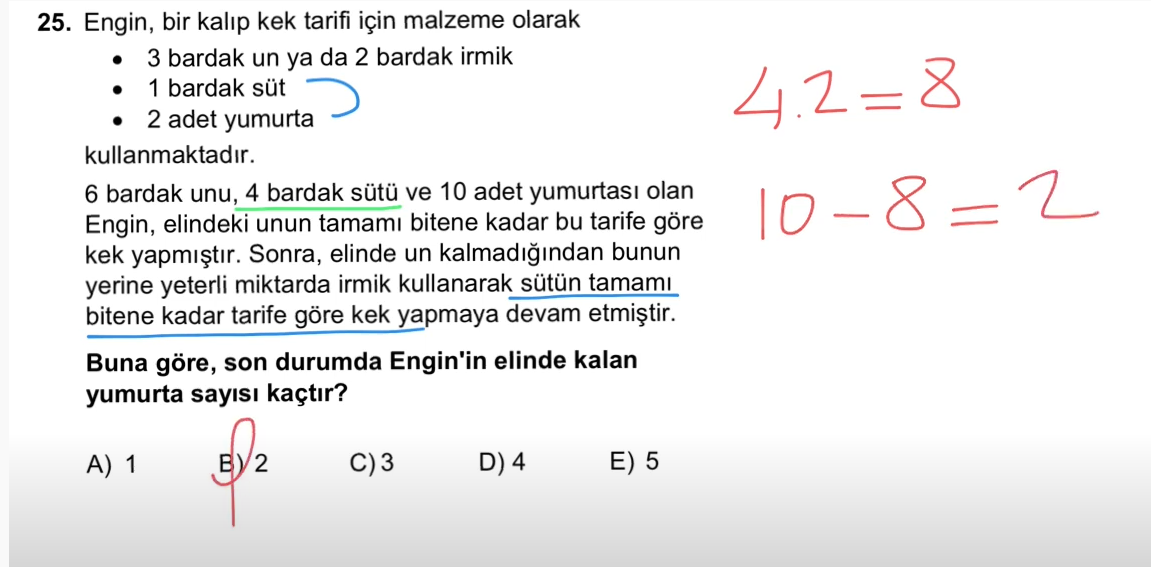 25. Engin, bir kalıp kek tarifi için malzeme olarak
• 3 bardak un ya da 2 bardak irmik
• 1 bardak süt
• 2 adet yumurta
kullanmaktadır.
6 bardak unu, 4 bardak sütü ve 10 adet yumurtası olan
Engin, elindeki unun tamamı bitene kadar bu tarife göre
kek yapmıştır. Sonra, elinde un kalmadığından bunun
yerine yeterli miktarda irmik kullanarak sütün tamamı
bitene kadar tarife göre kek yapmaya devam etmiştir.
Buna göre, son durumda Engin'in elinde kalan
yumurta sayısı kaçtır?
A) 1 B) 2 C) 3 D) 4 E) 5
4.2=8
10-8=2